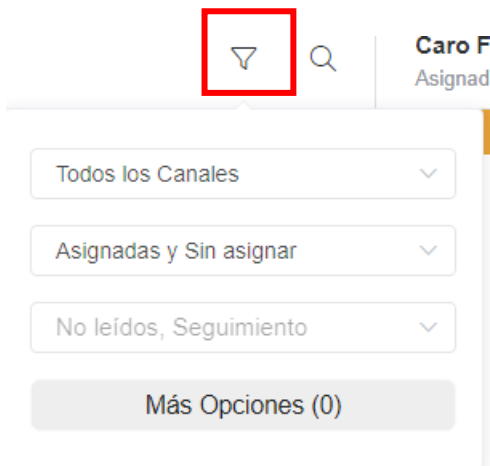 Caro F
Asignad
Todos los Canales
Asignadas y Sin asignar
No leídos, Seguimiento
Más Opciones (0)